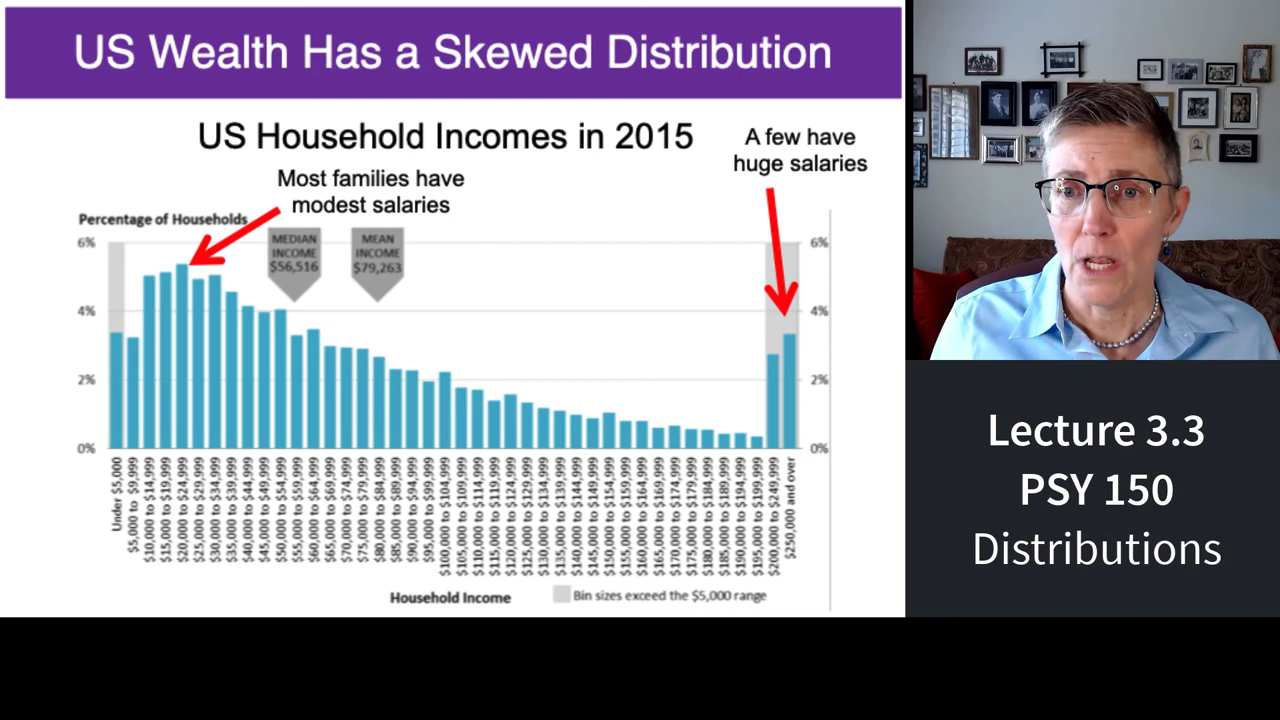 US Wealth Has a Skewed Distribution
US Household Incomes in 2015
A few have
huge salaries
Most families have
modest salaries
Percentage of Households
MEDIAN
INCOME
$56,516
MEAN
INCOME
$79,263
6%
4%
2%
0%
6%
4%
2%
0%
Under $5,000
$5,000 to $9,999
$10,000 to $14,999
$15,000 to $19,999
$20,000 to $24,999
$25,000 to $29,999
$30,000 to $34,999
$35,000 to $39,999
$40,000 to $44,999
$45,000 to $49,999
$50,000 to $54,999
$55,000 to $59,999
$60,000 to $64,999
$65,000 to $69,999
$70,000 to $74,999
$75,000 to $79,999
$80,000 to $84,999
$85,000 to $89,999
$90,000 to $94,999
$95,000 to $99,999
$100,000 to $104,999
$105,000 to $109,999
$110,000 to $114,999
$115,000 to $119,999
$120,000 to $124,999
$125,000 to $129,999
$130,000 to $134,999
$135,000 to $139,999
$140,000 to $144,999
$145,000 to $149,999
$150,000 to $154,999
$155,000 to $159,999
$160,000 to $164,999
$165,000 to $169,999
$170,000 to $174,999
$175,000 to $179,999
$180,000 to $184,999
$185,000 to $189,999
$190,000 to $194,999
$195,000 to $199,999
$200,000 to $249,999
$250,000 and over
Household Income
Bin sizes exceed the $5,000 range
Lecture 3.3
PSY 150
Distributions